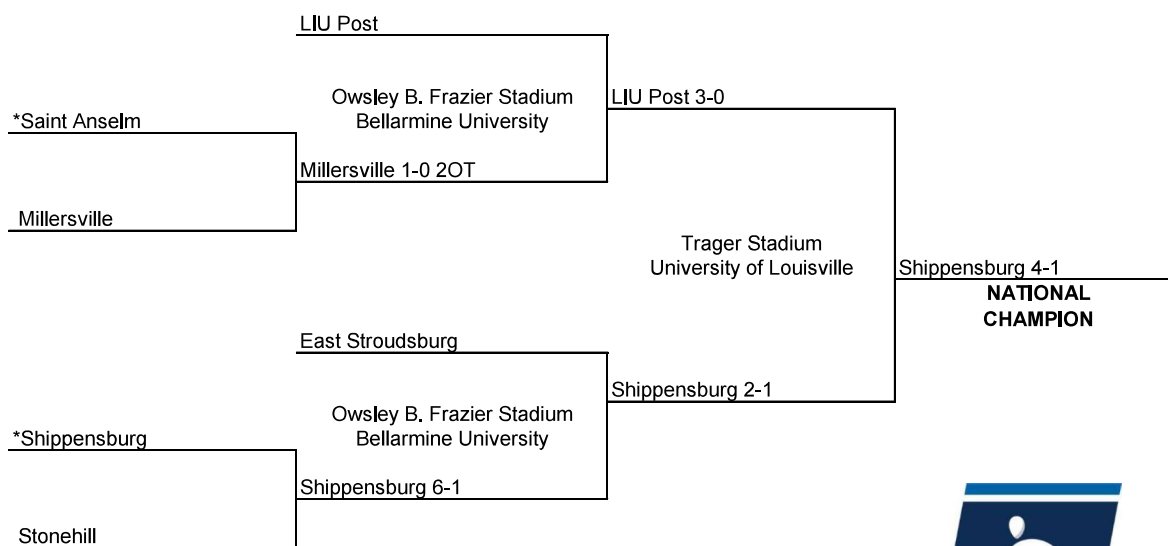 LIU Post
Owsley B. Frazier Stadium
Bellarmine University
LIU Post 3-0
*Saint Anselm
Millersville 1-0 2OT
Millersville
Trager Stadium
University of Louisville
Shippensburg 4-1
NATIONAL
CHAMPION
East Stroudsburg
Shippensburg 2-1
Owsley B. Frazier Stadium
Bellarmine University
*Shippensburg
Shippensburg 6-1
Stonehill